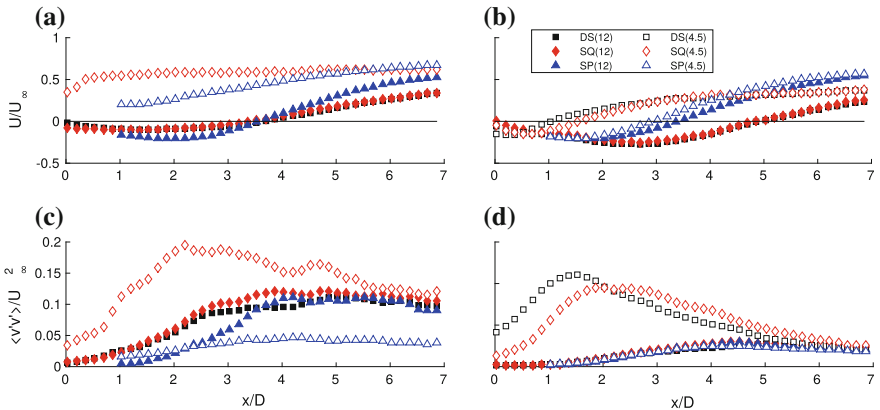 (a)
(b)
1
0.5
0
-0.5
U/U∞
0 1 2 3 4 5 6 7
0 1 2 3 4 5 6 7
DS(12) DS(4.5)
SQ(12) SQ(4.5)
SP(12) SP(4.5)
(c)
(d)
0.2
0.15
0.1
0.05
0
<v'v'>/U²∞
0 1 2 3 4 5 6 7
0 1 2 3 4 5 6 7
x/D
x/D